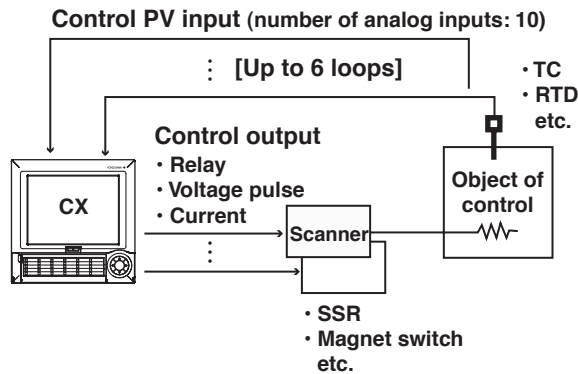 Control PV input (number of analog inputs: 10)
[Up to 6 loops]
・TC
・RTD
etc.
Control output
・Relay
・Voltage pulse
・Current
CX
Scanner
Object of
control
・SSR
・Magnet switch
etc.